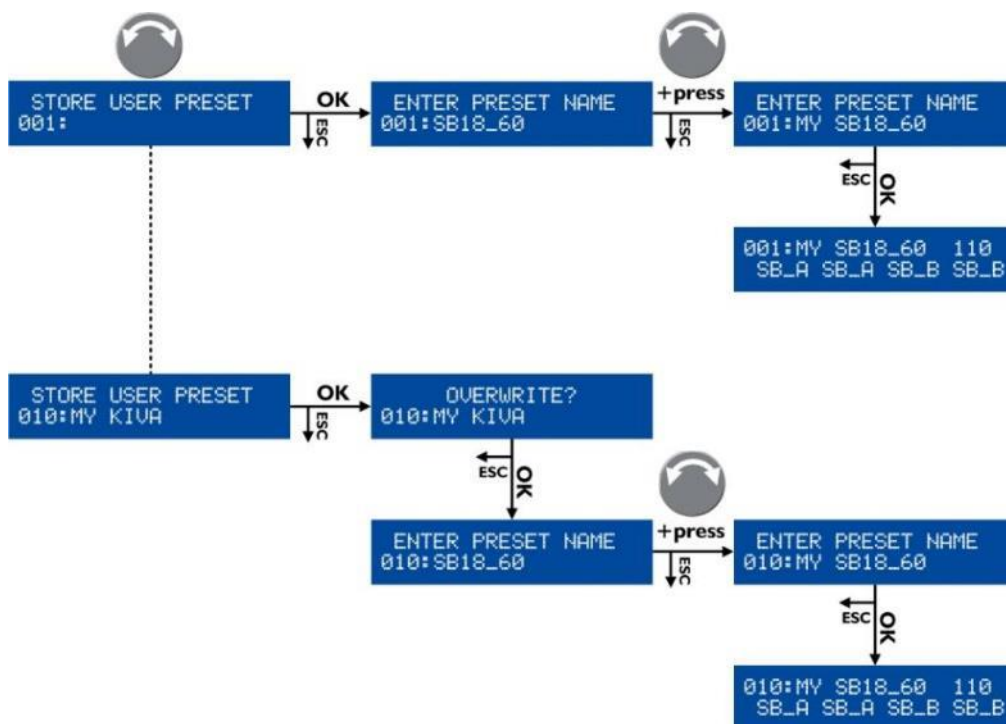 STORE USER PRESET
001:
OK
ESC
ENTER PRESET NAME
001:SB18_60
+press
ESC
ENTER PRESET NAME
001:MY SB18_60
ESC
OK
001:MY SB18_60 110
SB_A SB_A SB_B SB_B
STORE USER PRESET
010:MY KIVA
OK
ESC
OVERWRITE?
010:MY KIVA
ESC
OK
ENTER PRESET NAME
010:SB18_60
+press
ESC
ENTER PRESET NAME
010:MY SB18_60
ESC
OK
010:MY SB18_60 110
SB_A SB_A SB_B SB_B